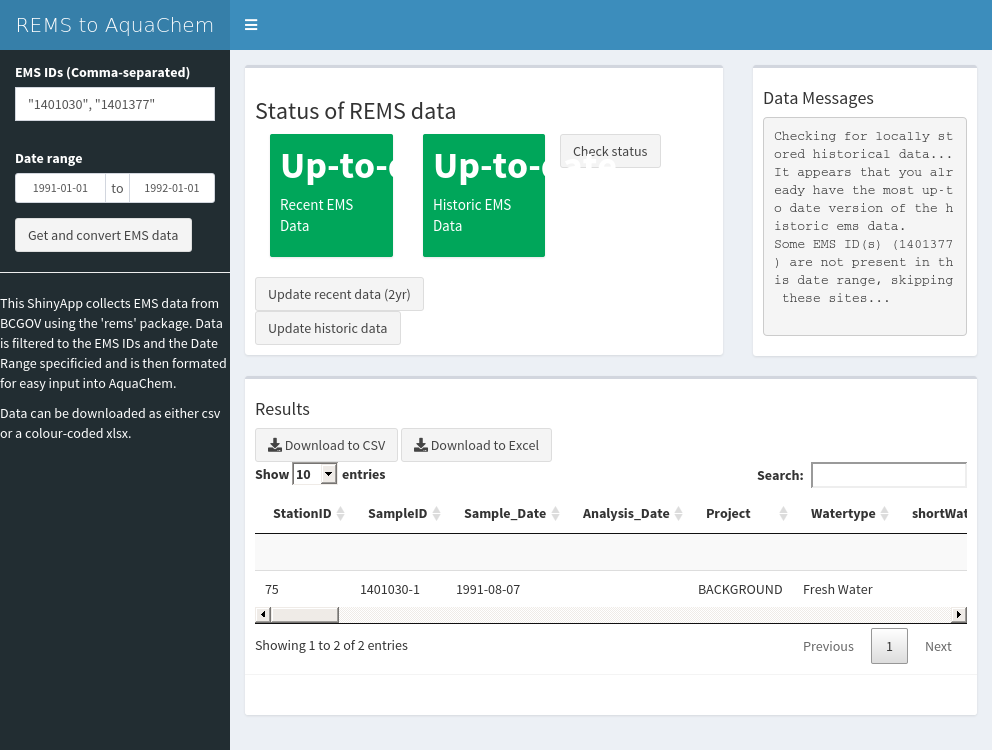 REMS to AquaChem
EMS IDs (Comma-separated)
"1401030", "1401377"
Date range
1991-01-01 to 1992-01-01
Get and convert EMS data
This ShinyApp collects EMS data from
BCGOV using the 'rems' package. Data
is filtered to the EMS IDs and the Date
Range specificied and is then formated
for easy input into AquaChem.
Data can be downloaded as either csv
or a colour-coded xlsx.
Status of REMS data
Up-to-d
Recent EMS
Data
Up-to-date
Historic EMS
Data
Check status
Update recent data (2yr)
Update historic data
Data Messages
Checking for locally st
ored historical data...
It appears that you alr
eady have the most up-t
o date version of the h
istoric ems data.
Some EMS ID(s) (1401377
) are not present in th
is date range, skipping
these sites...
Results
Download to CSV Download to Excel
Show 10 entries
Search:
StationID SampleID Sample_Date Analysis_Date Project Watertype shortWat
75 1401030-1 1991-08-07 BACKGROUND Fresh Water
Showing 1 to 2 of 2 entries
Previous 1 Next